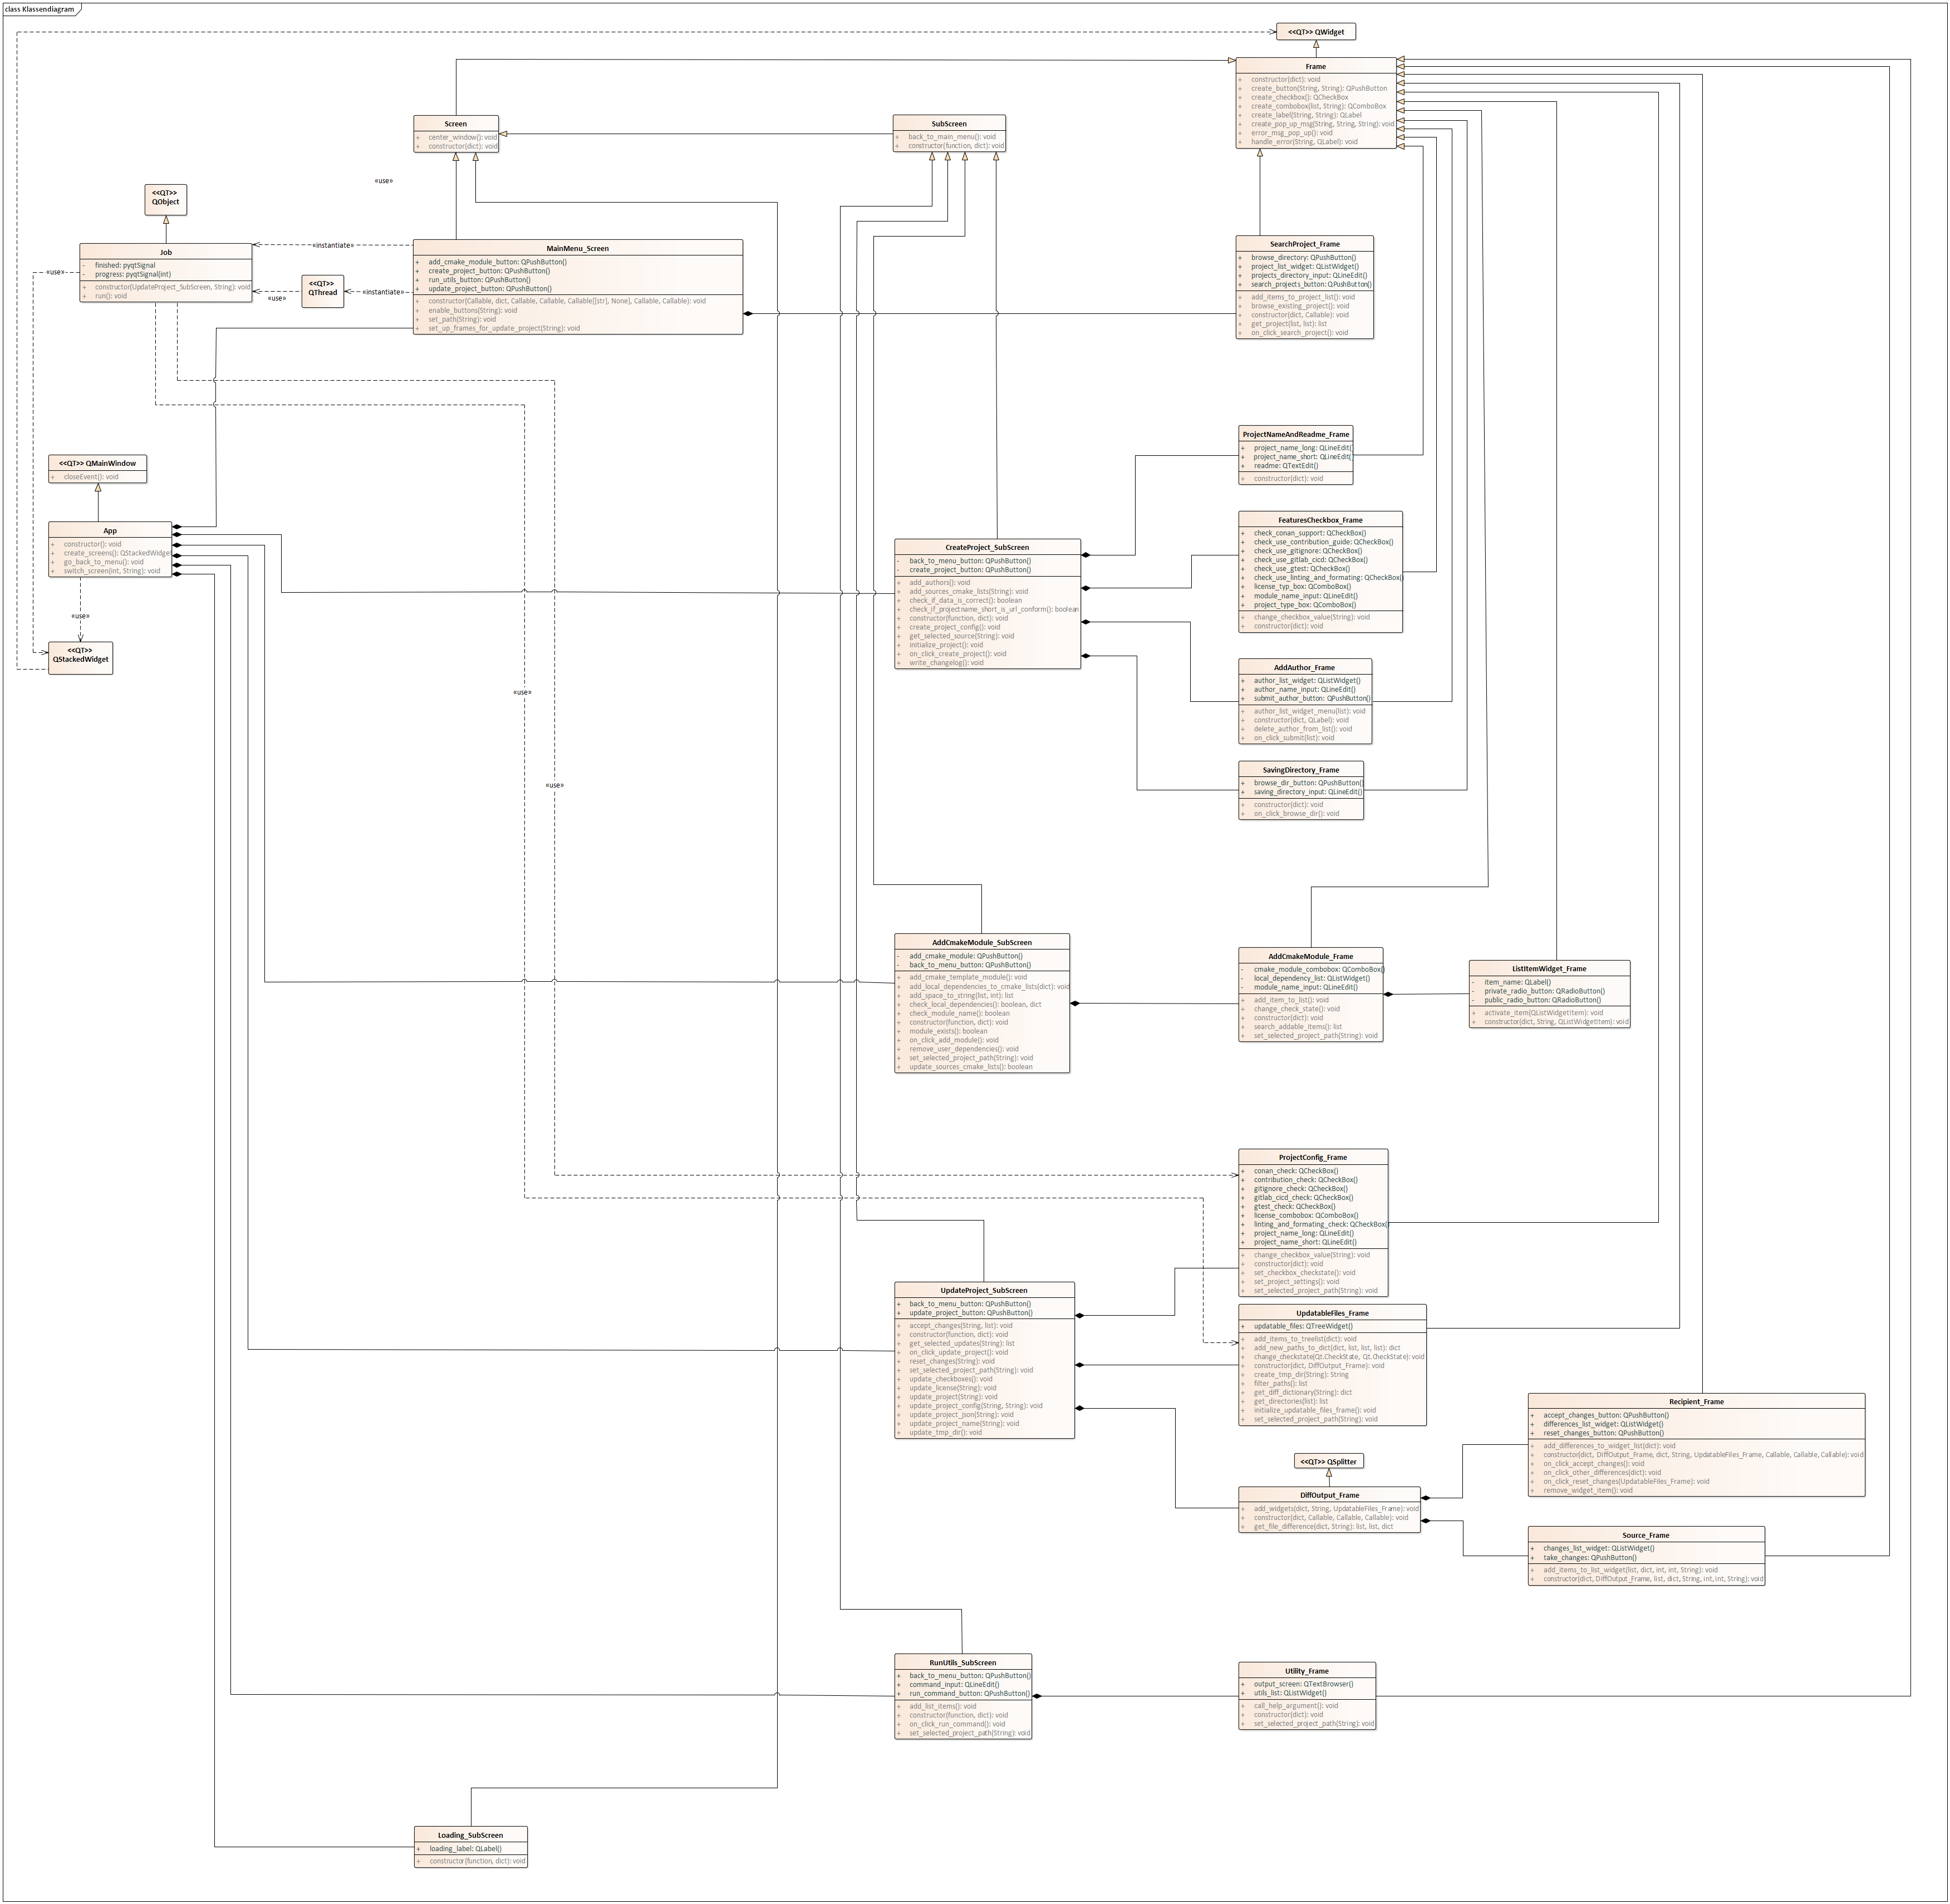 class Klassendiagram
<<QT>> QWidget
Frame
+ constructor(dict): void
+ create_button(String, String): QPushButton
+ create_checkbox(): QCheckBox
+ create_combobox(list, String): QComboBox
+ create_label(String, String): QLabel
+ create_pop_up_msg(String, String, String): void
+ error_msg_pop_up(): void
+ handle_error(String, QLabel): void
Screen
+ center_window(): void
+ constructor(dict): void
SubScreen
+ back_to_main_menu(): void
+ constructor(function, dict): void
«use»
<<QT>>
QObject
Job
- finished: pyqtSignal
- progress: pyqtSignal(int)
+ constructor(UpdateProject_SubScreen, String): void
+ run(): void
«instantiate»
«use»
<<QT>>
QThread
«use»
«instantiate»
MainMenu_Screen
+ add_cmake_module_button: QPushButton()
+ create_project_button: QPushButton()
+ run_utils_button: QPushButton()
+ update_project_button: QPushButton()
+ constructor(Callable, dict, Callable, Callable, Callable[[str], None], Callable, Callable): void
+ enable_buttons(String): void
+ set_path(String): void
+ set_up_frames_for_update_project(String): void
SearchProject_Frame
+ browse_directory: QPushButton()
+ project_list_widget: QListWidget()
+ projects_directory_input: QLineEdit()
+ search_projects_button: QPushButton()
+ add_items_to_project_list(): void
+ browse_existing_project(): void
+ constructor(dict, Callable): void
+ get_project(list, list): list
+ on_click_search_project(): void
ProjectNameAndReadme_Frame
+ project_name_long: QLineEdit()
+ project_name_short: QLineEdit()
+ readme: QTextEdit()
+ constructor(dict): void
<<QT>> QMainWindow
+ closeEvent(): void
App
+ constructor(): void
+ create_screens(): QStackedWidget
+ go_back_to_menu(): void
+ switch_screen(int, String): void
«use»
<<QT>>
QStackedWidget
FeaturesCheckbox_Frame
+ check_conan_support: QCheckBox()
+ check_use_contribution_guide: QCheckBox()
+ check_use_gitignore: QCheckBox()
+ check_use_gitlab_cicd: QCheckBox()
+ check_use_gtest: QCheckBox()
+ check_use_linting_and_formating: QCheckBox()
+ license_typ_box: QComboBox()
+ module_name_input: QLineEdit()
+ project_type_box: QComboBox()
+ change_checkbox_value(String): void
+ constructor(dict): void
CreateProject_SubScreen
- back_to_menu_button: QPushButton()
- create_project_button: QPushButton()
+ add_authors(): void
+ add_sources_cmake_lists(String): void
+ check_if_data_is_correct(): boolean
+ check_if_projectname_short_is_url_conform(): boolean
+ constructor(function, dict): void
+ create_project_config(): void
+ get_selected_source(String): void
+ initialize_project(): void
+ on_click_create_project(): void
+ write_changelog(): void
AddAuthor_Frame
+ author_list_widget: QListWidget()
+ author_name_input: QLineEdit()
+ submit_author_button: QPushButton()
+ author_list_widget_menu(list): void
+ constructor(dict, QLabel): void
+ delete_author_from_list(): void
+ on_click_submit(list): void
«use»
«use»
SavingDirectory_Frame
+ browse_dir_button: QPushButton()
+ saving_directory_input: QLineEdit()
+ constructor(dict): void
+ on_click_browse_dir(): void
AddCmakeModule_SubScreen
- add_cmake_module: QPushButton()
- back_to_menu_button: QPushButton()
+ add_cmake_template_module(): void
+ add_local_dependencies_to_cmake_lists(dict): void
+ add_space_to_string(list, int): list
+ check_local_dependencies(): boolean, dict
+ check_module_name(): boolean
+ constructor(function, dict): void
+ module_exists(): boolean
+ on_click_add_module(): void
+ remove_user_dependencies(): void
+ set_selected_project_path(String): void
+ update_sources_cmake_lists(): boolean
AddCmakeModule_Frame
- cmake_module_combobox: QComboBox()
- local_dependency_list: QListWidget()
- module_name_input: QLineEdit()
+ add_item_to_list(): void
+ change_check_state(): void
+ constructor(dict): void
+ search_addable_items(): list
+ set_selected_project_path(String): void
ListItemWidget_Frame
- item_name: QLabel()
- private_radio_button: QRadioButton()
- public_radio_button: QRadioButton()
+ activate_item(QListWidgetItem): void
+ constructor(dict, String, QListWidgetItem): void
ProjectConfig_Frame
+ conan_check: QCheckBox()
+ contribution_check: QCheckBox()
+ gitignore_check: QCheckBox()
+ gitlab_cicd_check: QCheckBox()
+ gtest_check: QCheckBox()
+ license_combobox: QComboBox()
+ linting_and_formating_check: QCheckBox()
+ project_name_long: QLineEdit()
+ project_name_short: QLineEdit()
+ change_checkbox_value(String): void
+ constructor(dict): void
+ set_checkbox_checkstate(): void
+ set_project_settings(): void
+ set_selected_project_path(String): void
UpdateProject_SubScreen
+ back_to_menu_button: QPushButton()
+ update_project_button: QPushButton()
+ accept_changes(String, list): void
+ constructor(function, dict): void
+ get_selected_updates(String): list
+ on_click_update_project(): void
+ reset_changes(String): void
+ set_selected_project_path(String): void
+ update_checkboxes(): void
+ update_license(String): void
+ update_project(String): void
+ update_project_config(String, String): void
+ update_project_json(String): void
+ update_project_name(String): void
+ update_tmp_dir(): void
UpdatableFiles_Frame
+ updatable_files: QTreeWidget()
+ add_items_to_treelist(dict): void
+ add_new_paths_to_dict(dict, list, list, list): dict
+ change_checkstate(Qt.CheckState, Qt.CheckState): void
+ constructor(dict, DiffOutput_Frame): void
+ create_tmp_dir(String): String
+ filter_paths(): list
+ get_diff_dictionary(String): dict
+ get_directories(list): list
+ initialize_updatable_files_frame(): void
+ set_selected_project_path(String): void
Recipient_Frame
+ accept_changes_button: QPushButton()
+ differences_list_widget: QListWidget()
+ reset_changes_button: QPushButton()
+ add_differences_to_widget_list(dict): void
+ constructor(dict, DiffOutput_Frame, dict, String, UpdatableFiles_Frame, Callable, Callable, Callable): void
+ on_click_accept_changes(): void
+ on_click_other_differences(dict): void
+ on_click_reset_changes(UpdatableFiles_Frame): void
+ remove_widget_item(): void
<<QT>> QSplitter
DiffOutput_Frame
+ add_widgets(dict, String, UpdatableFiles_Frame): void
+ constructor(dict, Callable, Callable, Callable): void
+ get_file_difference(dict, String): list, list, dict
Source_Frame
+ changes_list_widget: QListWidget()
+ take_changes: QPushButton()
+ add_items_to_list_widget(list, dict, int, int, String): void
+ constructor(dict, DiffOutput_Frame, list, dict, String, int, int, String): void
RunUtils_SubScreen
+ back_to_menu_button: QPushButton()
+ command_input: QLineEdit()
+ run_command_button: QPushButton()
+ add_list_items(): void
+ constructor(function, dict): void
+ on_click_run_command(): void
+ set_selected_project_path(String): void
Utility_Frame
+ output_screen: QTextBrowser()
+ utils_list: QListWidget()
+ call_help_argument(): void
+ constructor(dict): void
+ set_selected_project_path(String): void
Loading_SubScreen
+ loading_label: QLabel()
+ constructor(function, dict): void